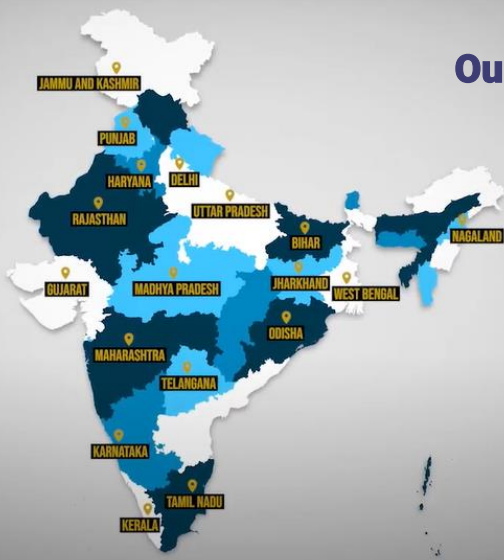 Ou
JAMMU AND KASHMIR
PUNJAB
HARYANA
DELHI
RAJASTHAN
UTTAR PRADESH
BIHAR
NAGALAND
GUJARAT
MADHYA PRADESH
JHARKHAND
WEST BENGAL
ODISHA
MAHARASHTRA
TELANGANA
KARNATAKA
TAMIL NADU
KERALA